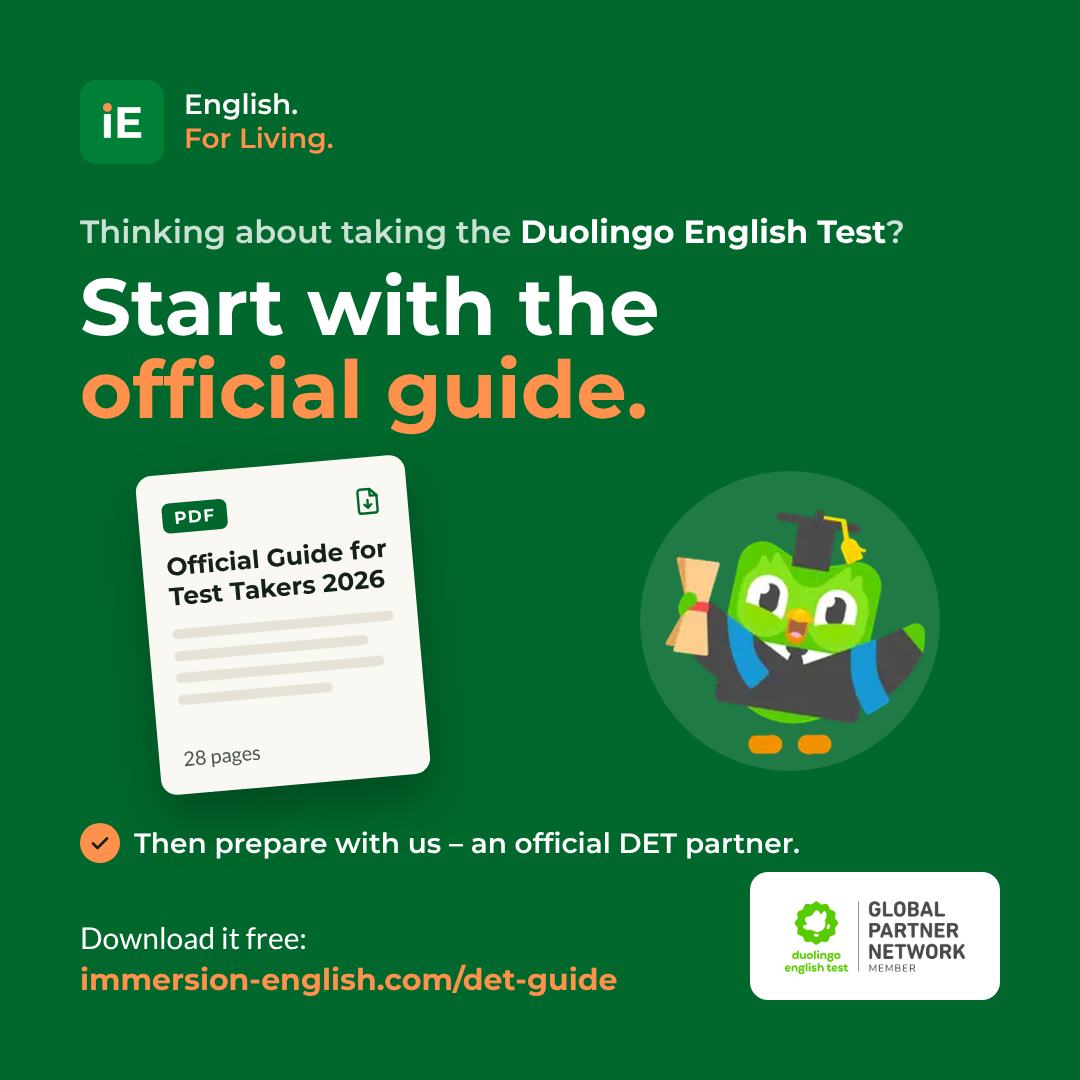 iE
English.
For Living.
Thinking about taking the Duolingo English Test?
Start with the
official guide.
PDF
Official Guide for
Test Takers 2026
28 pages
Then prepare with us – an official DET partner.
Download it free:
immersion-english.com/det-guide
duolingo
english test
GLOBAL
PARTNER
NETWORK
MEMBER